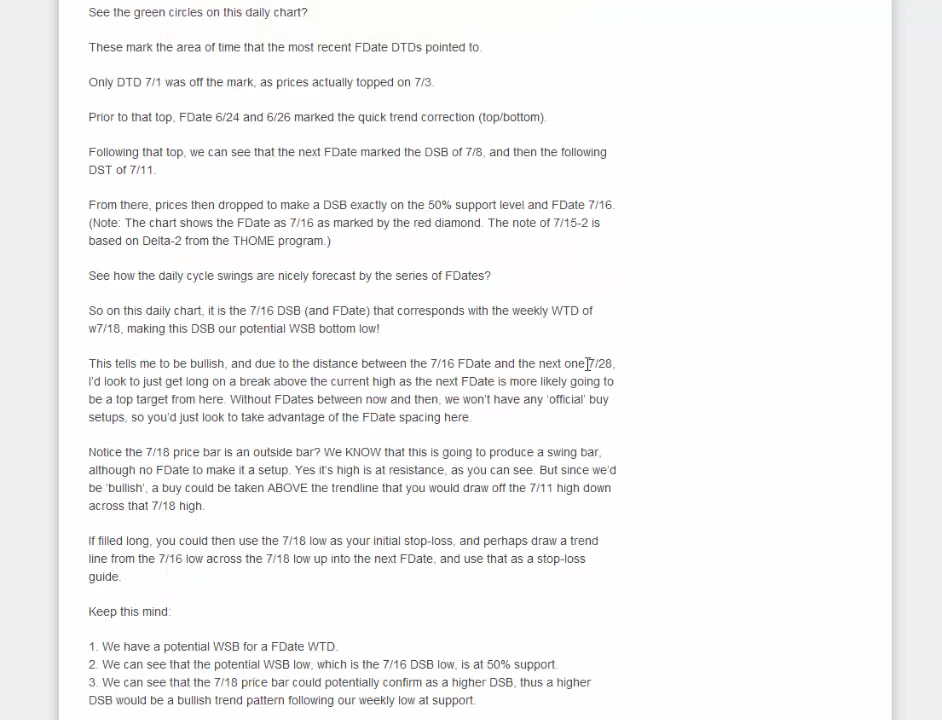 See the green circles on this daily chart?
These mark the area of time that the most recent FDate DTDs pointed to.
Only DTD 7/1 was off the mark, as prices actually topped on 7/3.
Prior to that top, FDate 6/24 and 6/26 marked the quick trend correction (top/bottom).
Following that top, we can see that the next FDate marked the DSB of 7/8, and then the following
DST of 7/11.
From there, prices then dropped to make a DSB exactly on the 50% support level and FDate 7/16.
(Note: The chart shows the FDate as 7/16 as marked by the red diamond. The note of 7/15-2 is
based on Delta-2 from the THOME program.)
See how the daily cycle swings are nicely forecast by the series of FDates?
So on this daily chart, it is the 7/16 DSB (and FDate) that corresponds with the weekly WTD of
w7/18, making this DSB our potential WSB bottom low!
This tells me to be bullish, and due to the distance between the 7/16 FDate and the next one 7/28,
I'd look to just get long on a break above the current high as the next FDate is more likely going to
be a top target from here. Without FDates between now and then, we won't have any 'official' buy
setups, so you'd just look to take advantage of the FDate spacing here.
Notice the 7/18 price bar is an outside bar? We KNOW that this is going to produce a swing bar,
although no FDate to make it a setup. Yes it's high is at resistance, as you can see. But since we'd
be 'bullish', a buy could be taken ABOVE the trendline that you would draw off the 7/11 high down
across that 7/18 high.
If filled long, you could then use the 7/18 low as your initial stop-loss, and perhaps draw a trend
line from the 7/16 low across the 7/18 low up into the next FDate, and use that as a stop-loss
guide.
Keep this mind:
1. We have a potential WSB for a FDate WTD.
2. We can see that the potential WSB low, which is the 7/16 DSB low, is at 50% support.
3. We can see that the 7/18 price bar could potentially confirm as a higher DSB, thus a higher
DSB would be a bullish trend pattern following our weekly low at support.